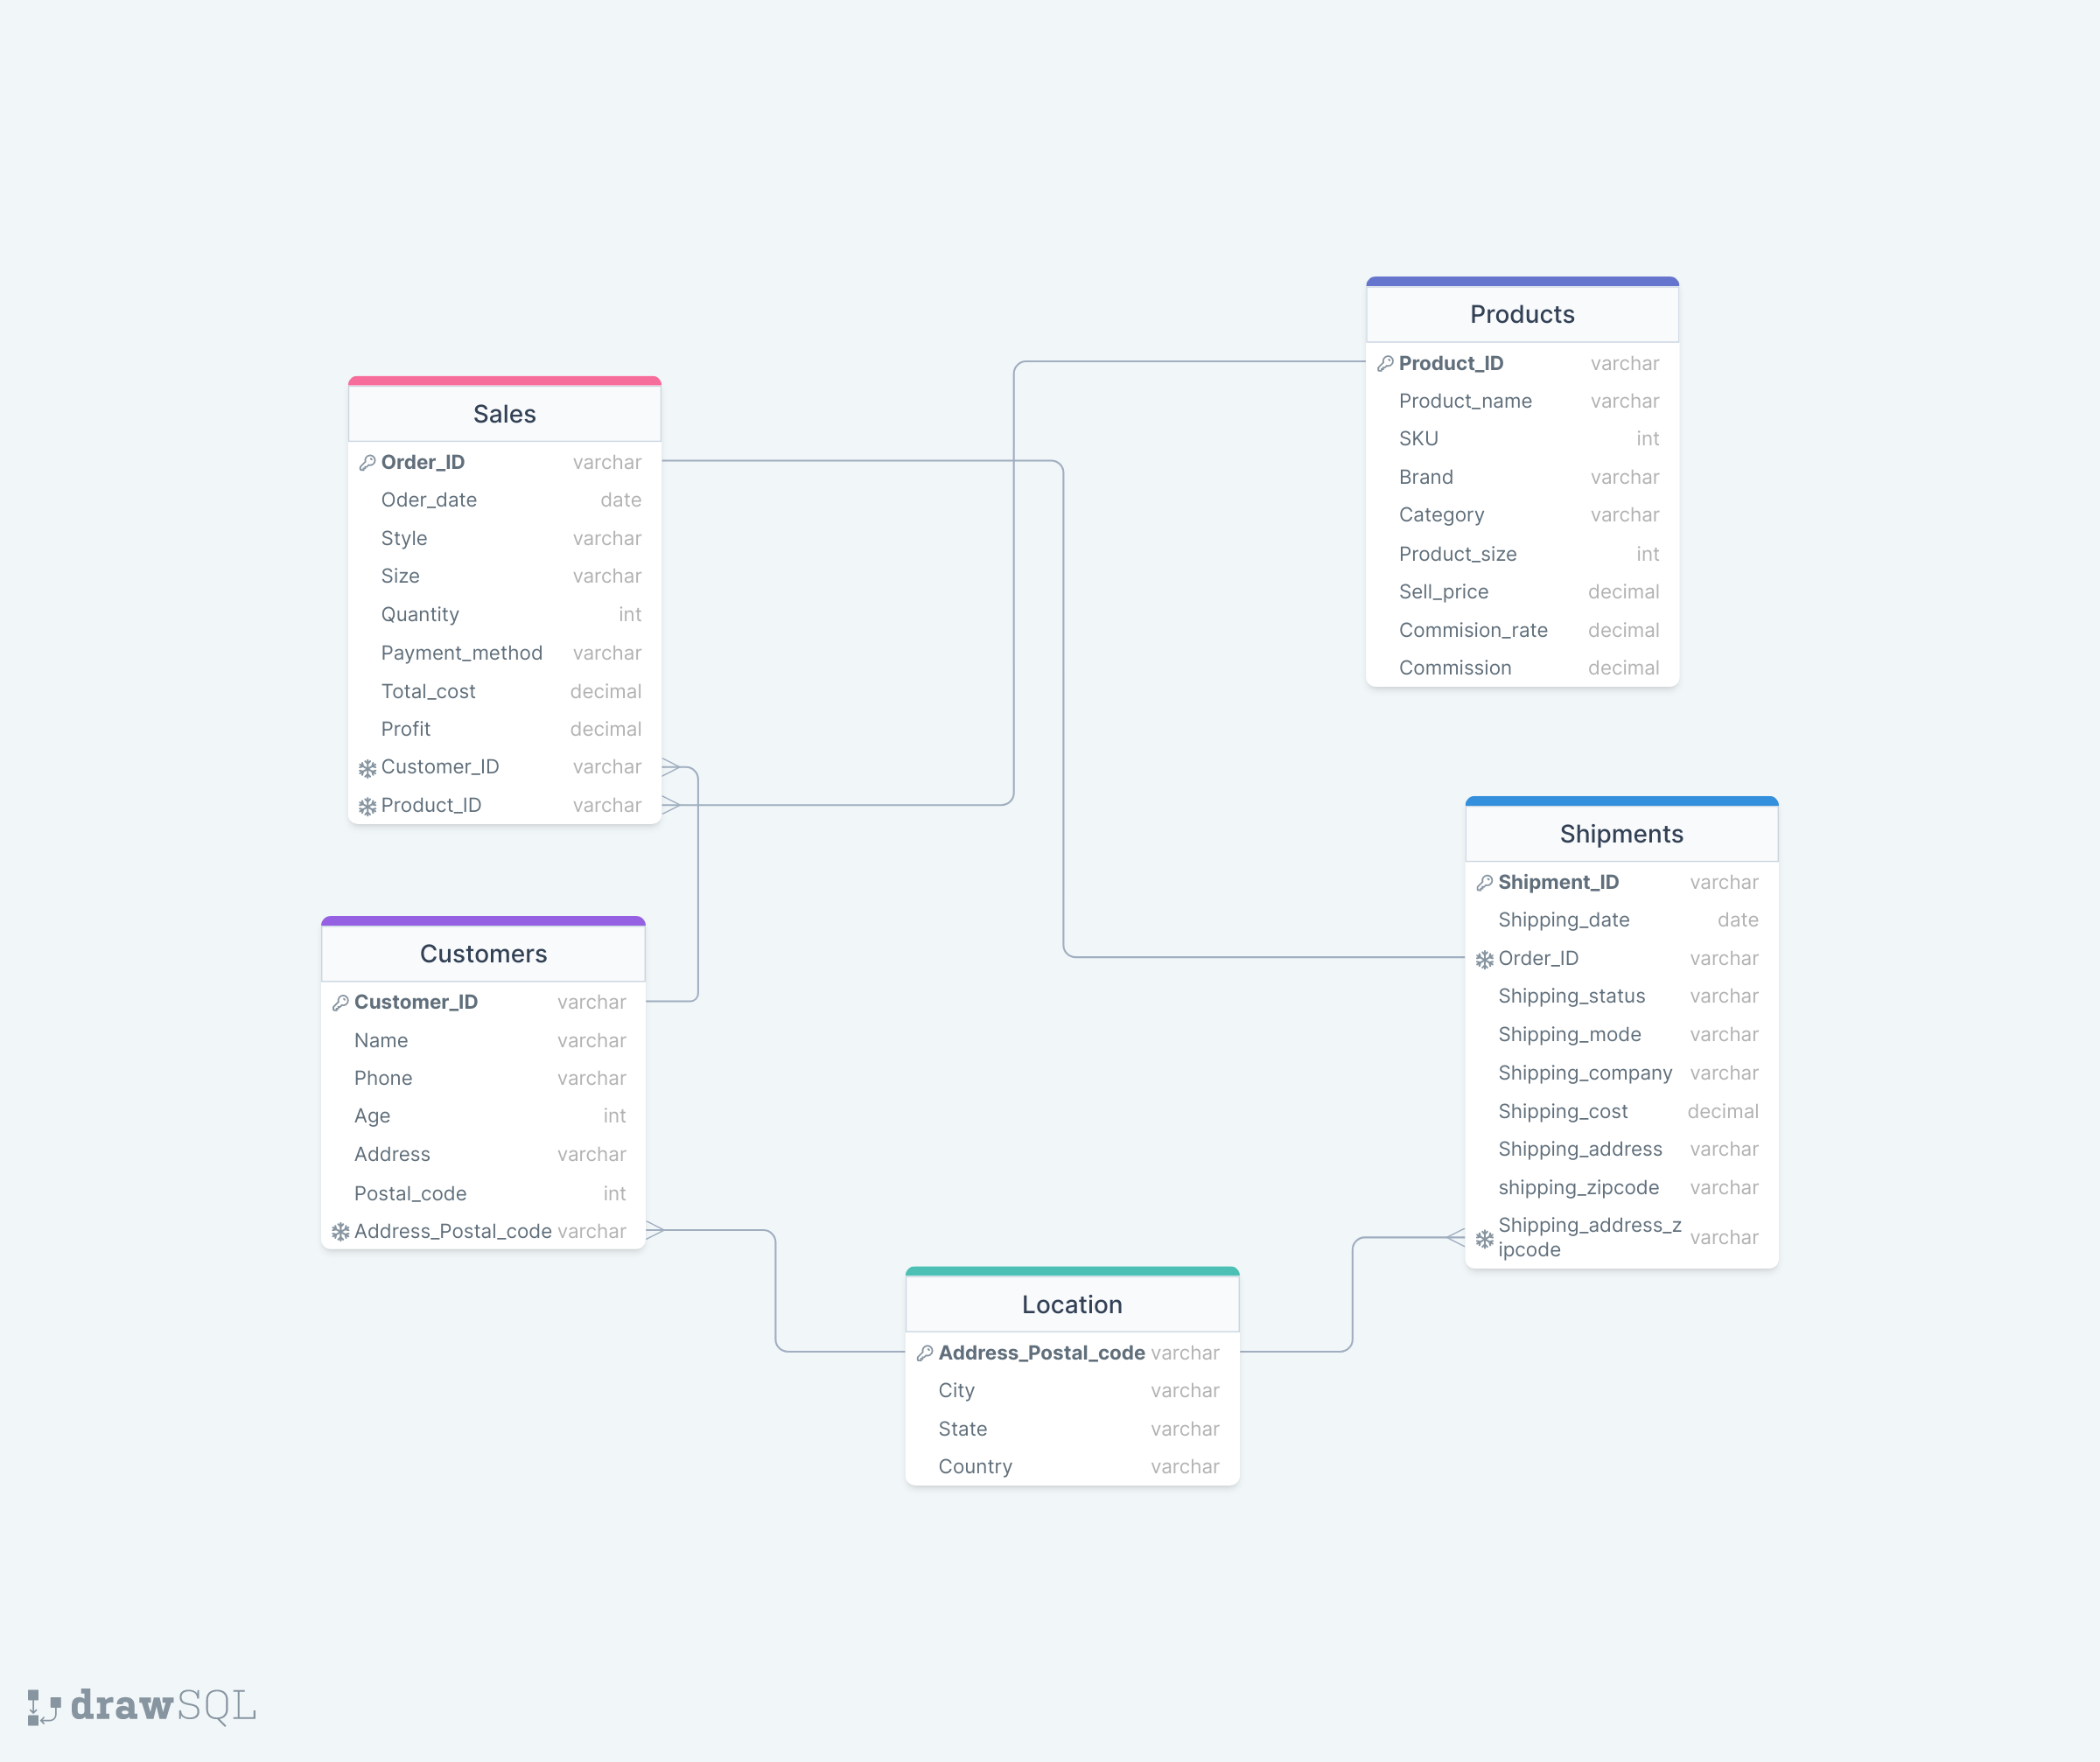 Products
Product_ID varchar
Product_name varchar
SKU int
Brand varchar
Category varchar
Product_size int
Sell_price decimal
Commision_rate decimal
Commission decimal
Sales
Order_ID varchar
Oder_date date
Style varchar
Size varchar
Quantity int
Payment_method varchar
Total_cost decimal
Profit decimal
Customer_ID varchar
Product_ID varchar
Shipments
Shipment_ID varchar
Shipping_date date
Order_ID varchar
Shipping_status varchar
Shipping_mode varchar
Shipping_company varchar
Shipping_cost decimal
Shipping_address varchar
shipping_zipcode varchar
Shipping_address_z
ipcode varchar
Customers
Customer_ID varchar
Name varchar
Phone varchar
Age int
Address varchar
Postal_code int
Address_Postal_code varchar
Location
Address_Postal_code varchar
City varchar
State varchar
Country varchar
drawSQL